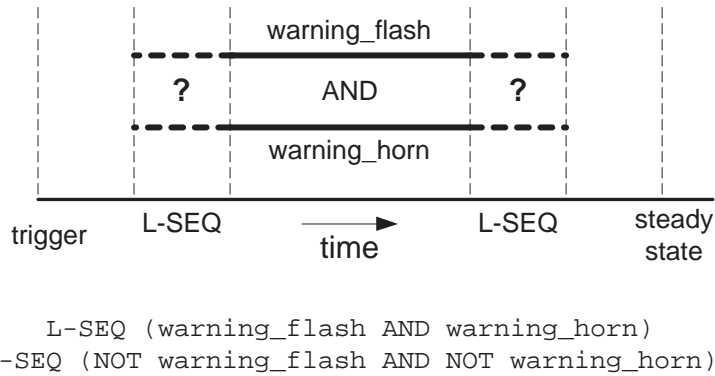 warning_flash
? AND ?
warning_horn
trigger L-SEQ time L-SEQ steady state
L-SEQ (warning_flash AND warning_horn)
-SEQ (NOT warning_flash AND NOT warning_horn)